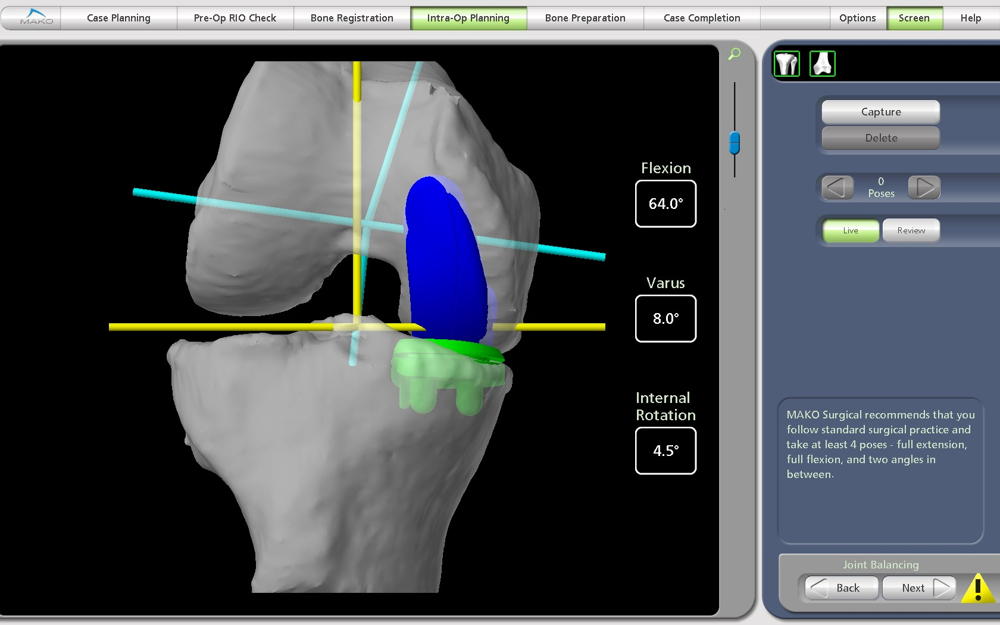 MAKO
Case Planning
Pre-Op RIO Check
Bone Registration
Intra-Op Planning
Bone Preparation
Case Completion
Options
Screen
Help
Capture
Delete
0
Poses
Live
Review
Flexion
64.0°
Varus
8.0°
Internal
Rotation
4.5°
MAKO Surgical recommends that you
follow standard surgical practice and
take at least 4 poses - full extension,
full flexion, and two angles in
between.
Joint Balancing
Back
Next